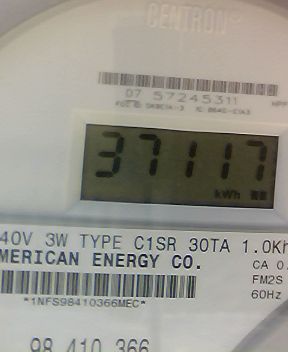 CENTRON®
07 57245311
37117
kWh
40V 3W TYPE C1SR 30TA 1.0Kh
MERICAN ENERGY CO.
CA 0.
FM2S
60Hz
*1NFS98410366MEC*
98 410 366